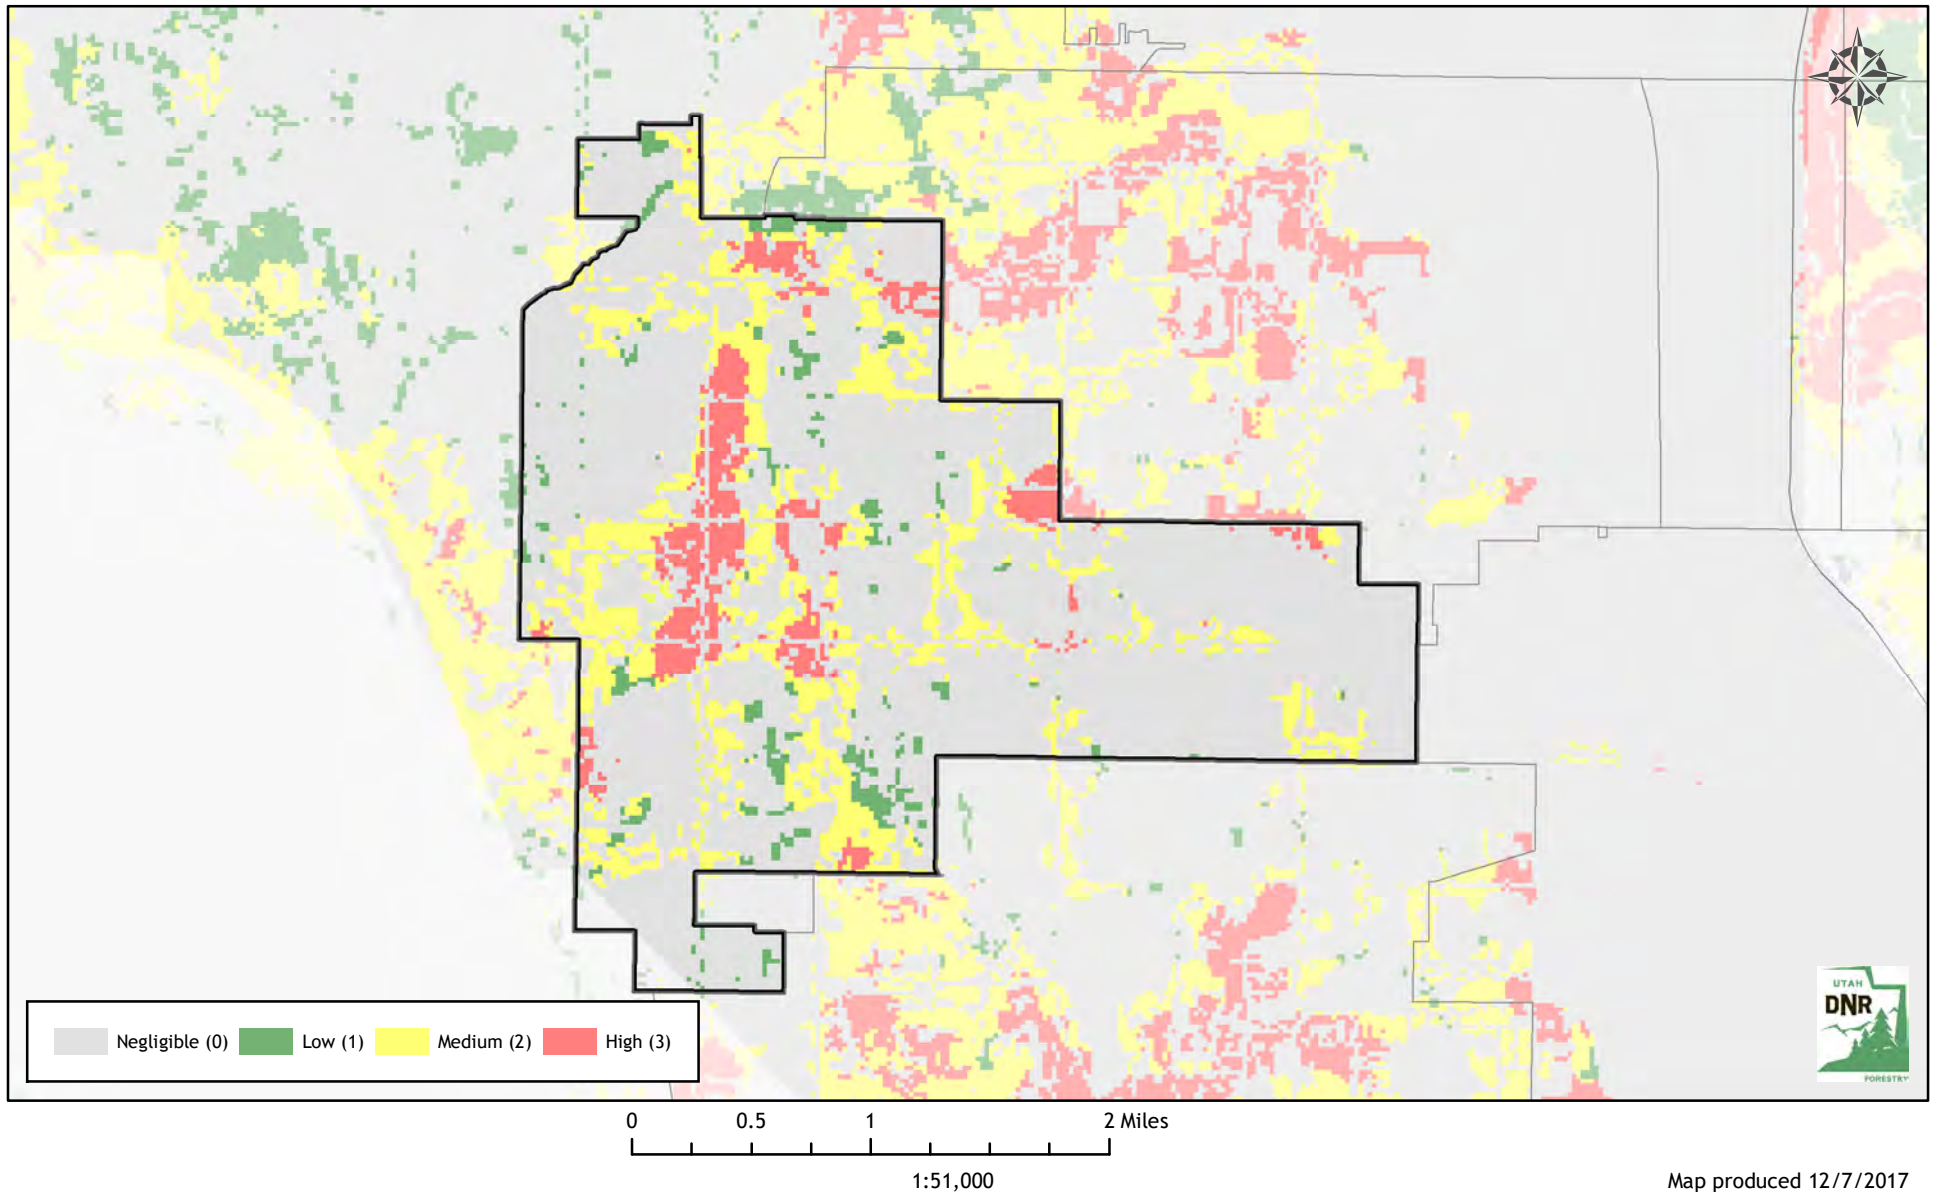 UTAH
DNR
FORESTRY
Negligible (0) Low (1) Medium (2) High (3)
0 0.5 1 2 Miles
1:51,000
Map produced 12/7/2017